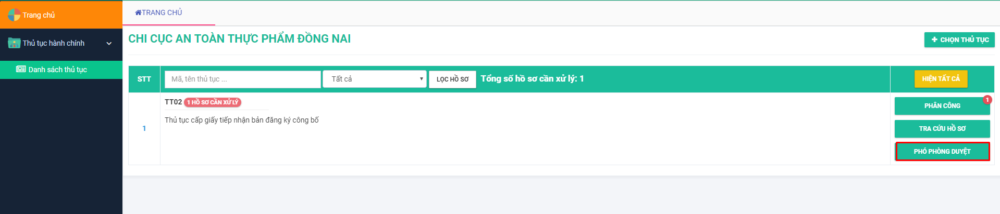 Trang chủ
Thủ tục hành chính
Danh sách thủ tục
TRANG CHỦ
CHI CỤC AN TOÀN THỰC PHẨM ĐỒNG NAI
CHỌN THỦ TỤC
STT
Mã, tên thủ tục ...
Tất cả
LỌC HỒ SƠ
Tổng số hồ sơ cần xử lý: 1
HIỆN TẤT CẢ
1
TT02 1 HỒ SƠ CẦN XỬ LÝ
Thủ tục cấp giấy tiếp nhận bản đăng ký công bố
PHÂN CÔNG 1
TRA CỨU HỒ SƠ
PHÓ PHÒNG DUYỆT